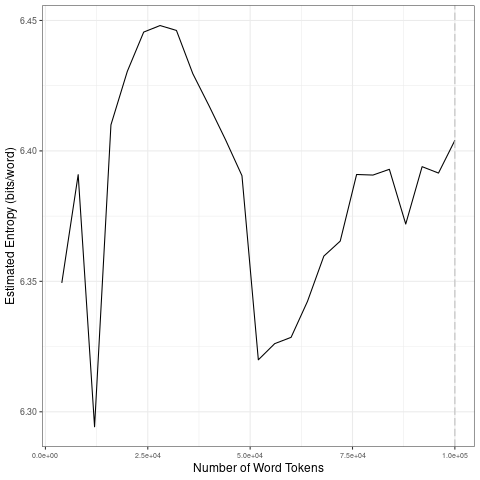 6.45
6.40
6.35
6.30
Estimated Entropy (bits/word)
0.0e+00 2.5e+04 5.0e+04 7.5e+04 1.0e+05
Number of Word Tokens